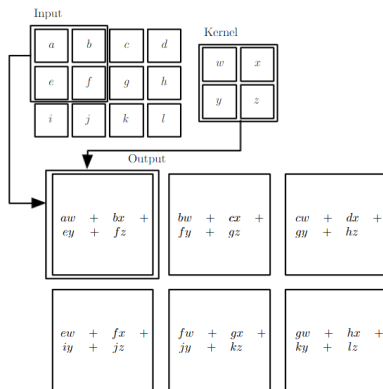 Input
Kernel
a b c d
w x
e f g h
y z
i j k l
Output
aw + bx +
ey + fz
bw + cx +
fy + gz
cw + dx +
gy + hz
ew + fx +
iy + jz
fw + gx +
jy + kz
gw + hx +
ky + lz